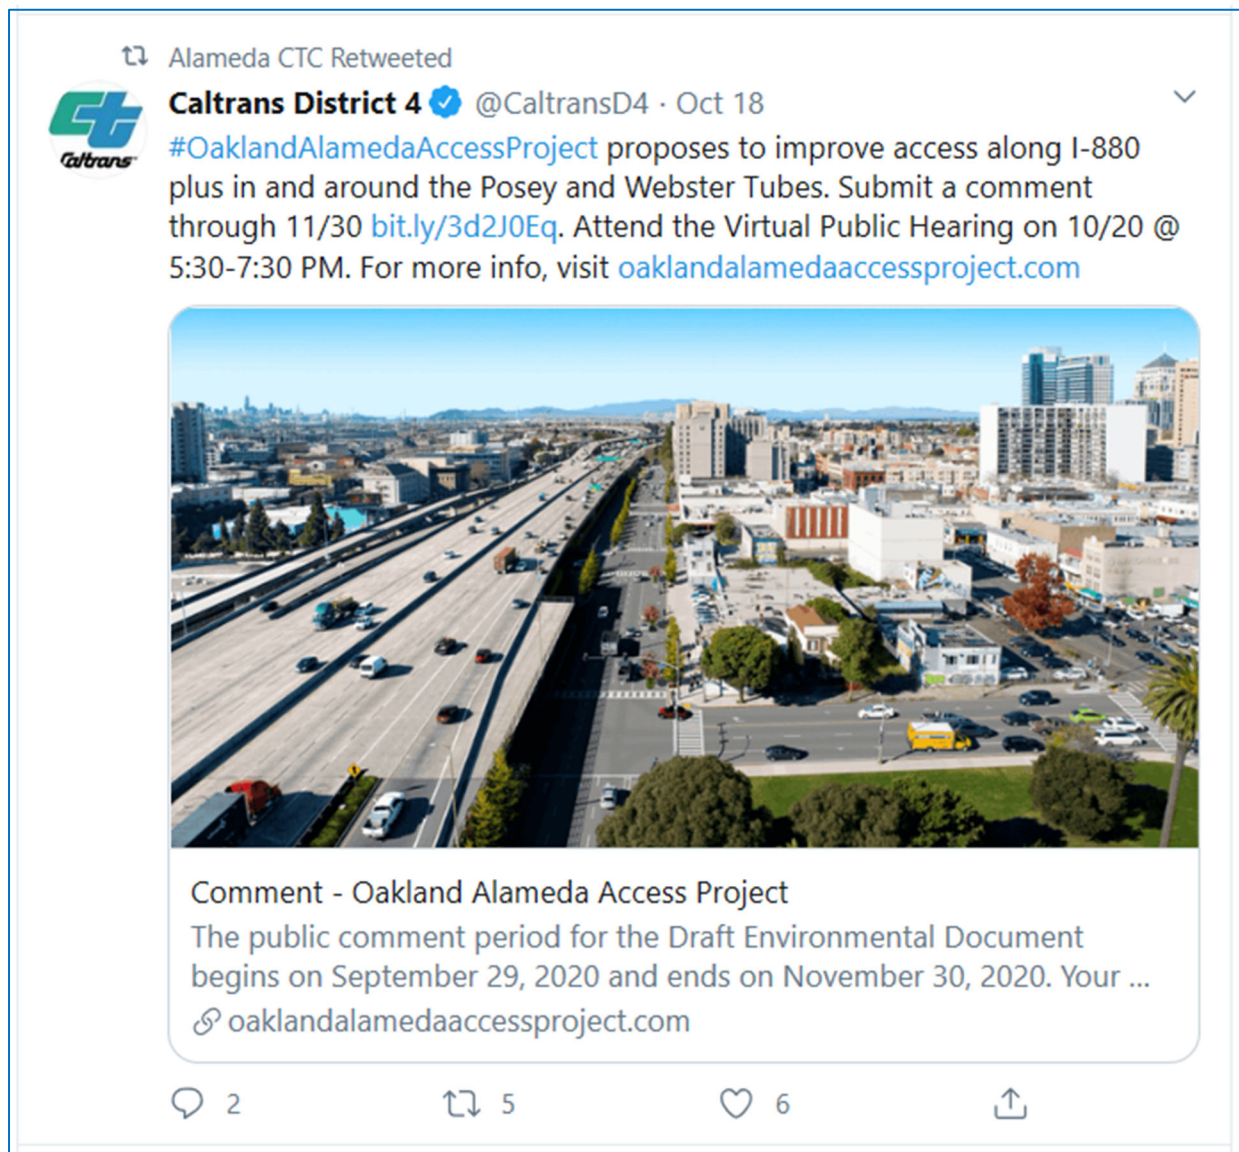 Alameda CTC Retweeted
Caltrans District 4 @CaltransD4 · Oct 18
Caltrans
#OaklandAlamedaAccessProject proposes to improve access along I-880
plus in and around the Posey and Webster Tubes. Submit a comment
through 11/30 bit.ly/3d2J0Eq. Attend the Virtual Public Hearing on 10/20 @
5:30-7:30 PM. For more info, visit oaklandalamedaaccessproject.com
Comment - Oakland Alameda Access Project
The public comment period for the Draft Environmental Document
begins on September 29, 2020 and ends on November 30, 2020. Your ...
oaklandalamedaaccessproject.com
2 5 6